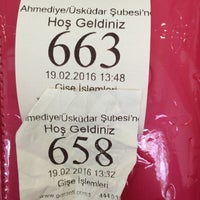 Ahmediye/Üsküdar Şubesi'ne
Hoş Geldiniz
663
19.02.2016 13:48
Gişe İşlemleri
Ahmediye/Üsküdar Şubesi'ne
Hoş Geldiniz
658
19.02.2016 13:32
Gişe İşlemleri